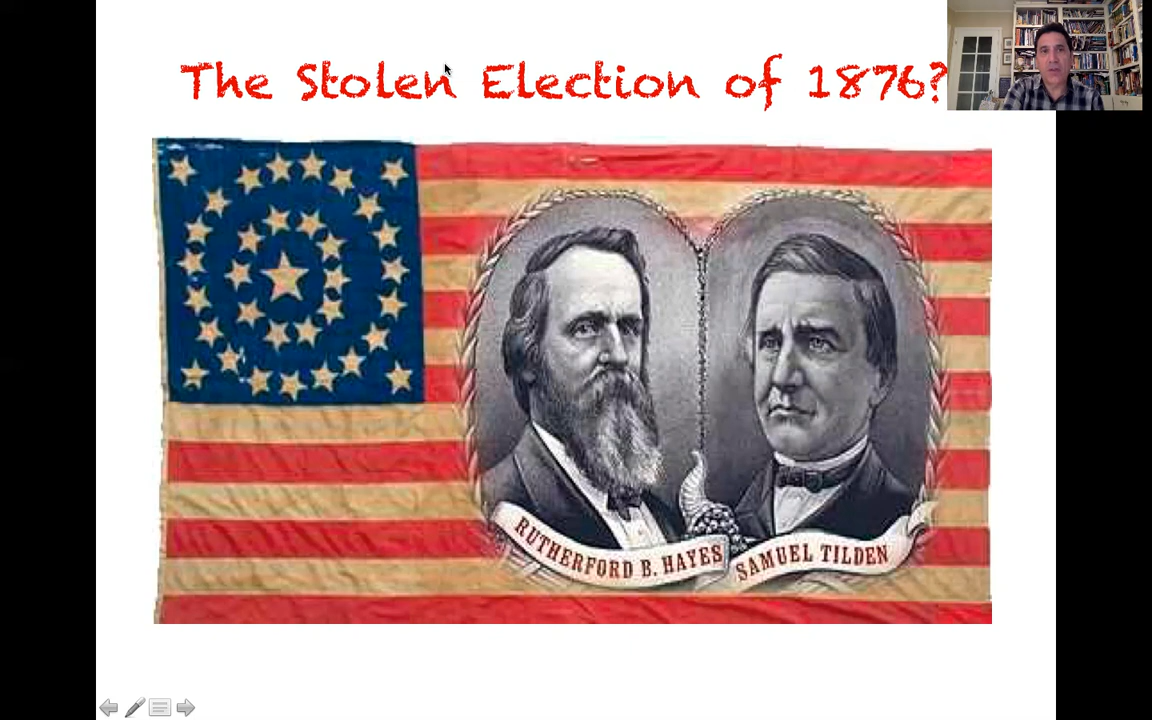 The Stolen Election of 1876?
RUTHERFORD B. HAYES
SAMUEL TILDEN